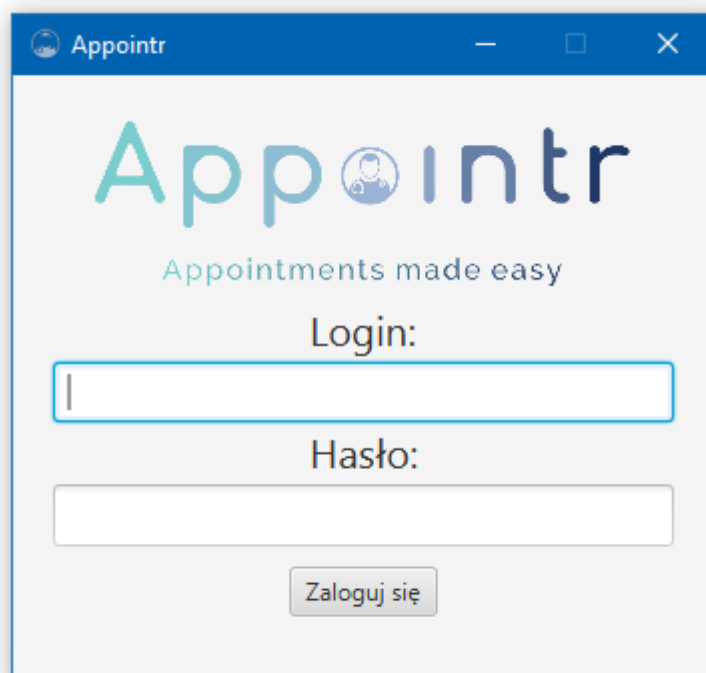 Appointr
Appointr
Appointments made easy
Login:
Hasło:
Zaloguj się